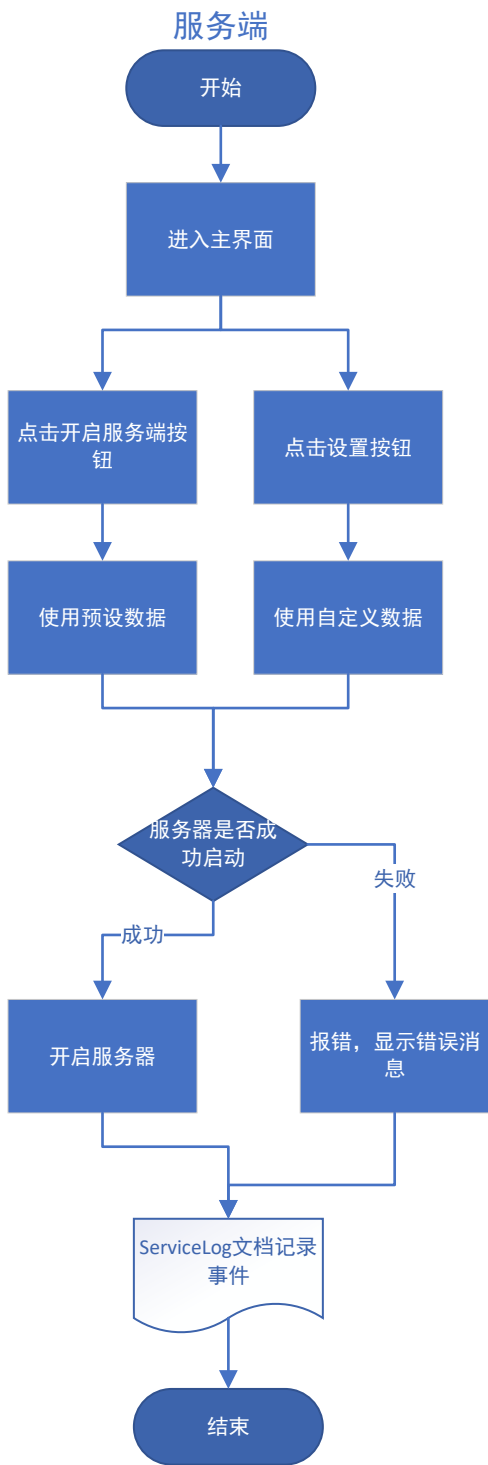 服务端
开始
进入主界面
点击开启服务端按
钮
点击设置按钮
使用预设数据
使用自定义数据
服务器是否成
功启动
失败
成功
开启服务器
报错，显示错误消
息
ServiceLog文档记录
事件
结束